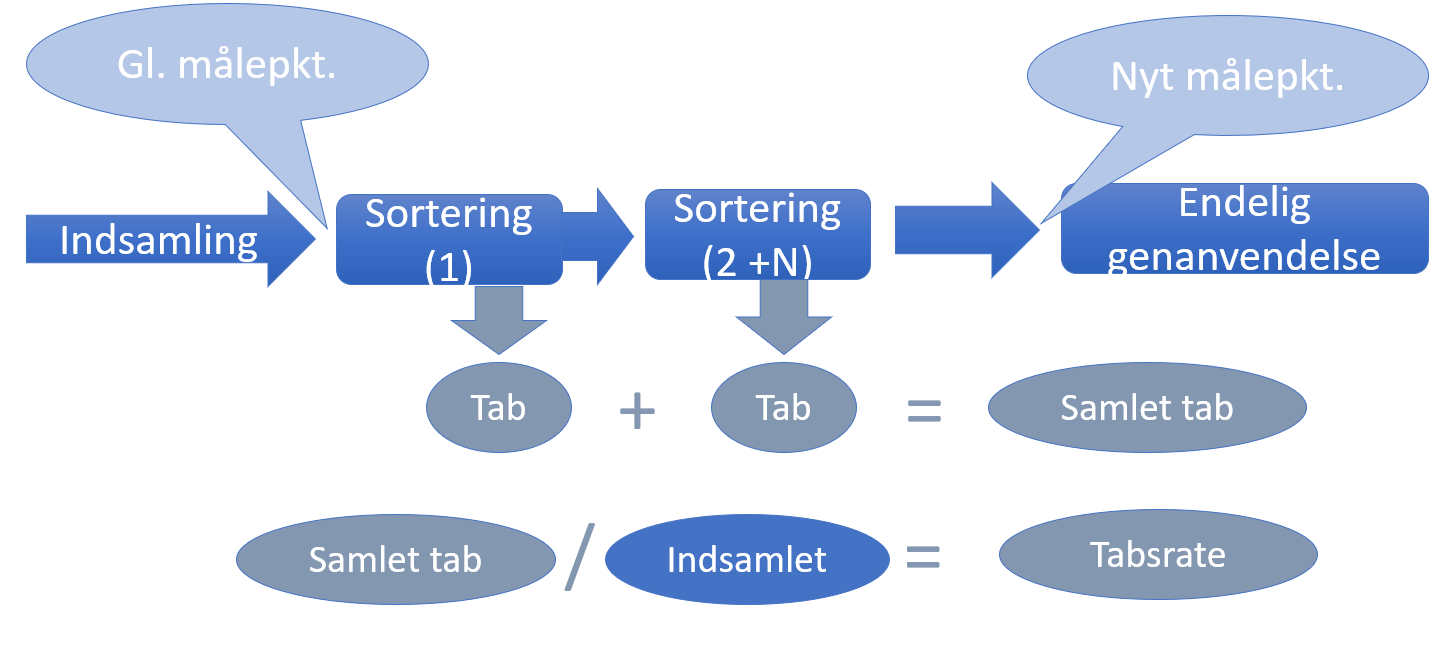 Gl. målepkt.
Nyt målepkt.
Indsamling
Sortering
(1)
Sortering
(2 +N)
Endelig
genanvendelse
Tab + Tab = Samlet tab
Samlet tab / Indsamlet = Tabsrate